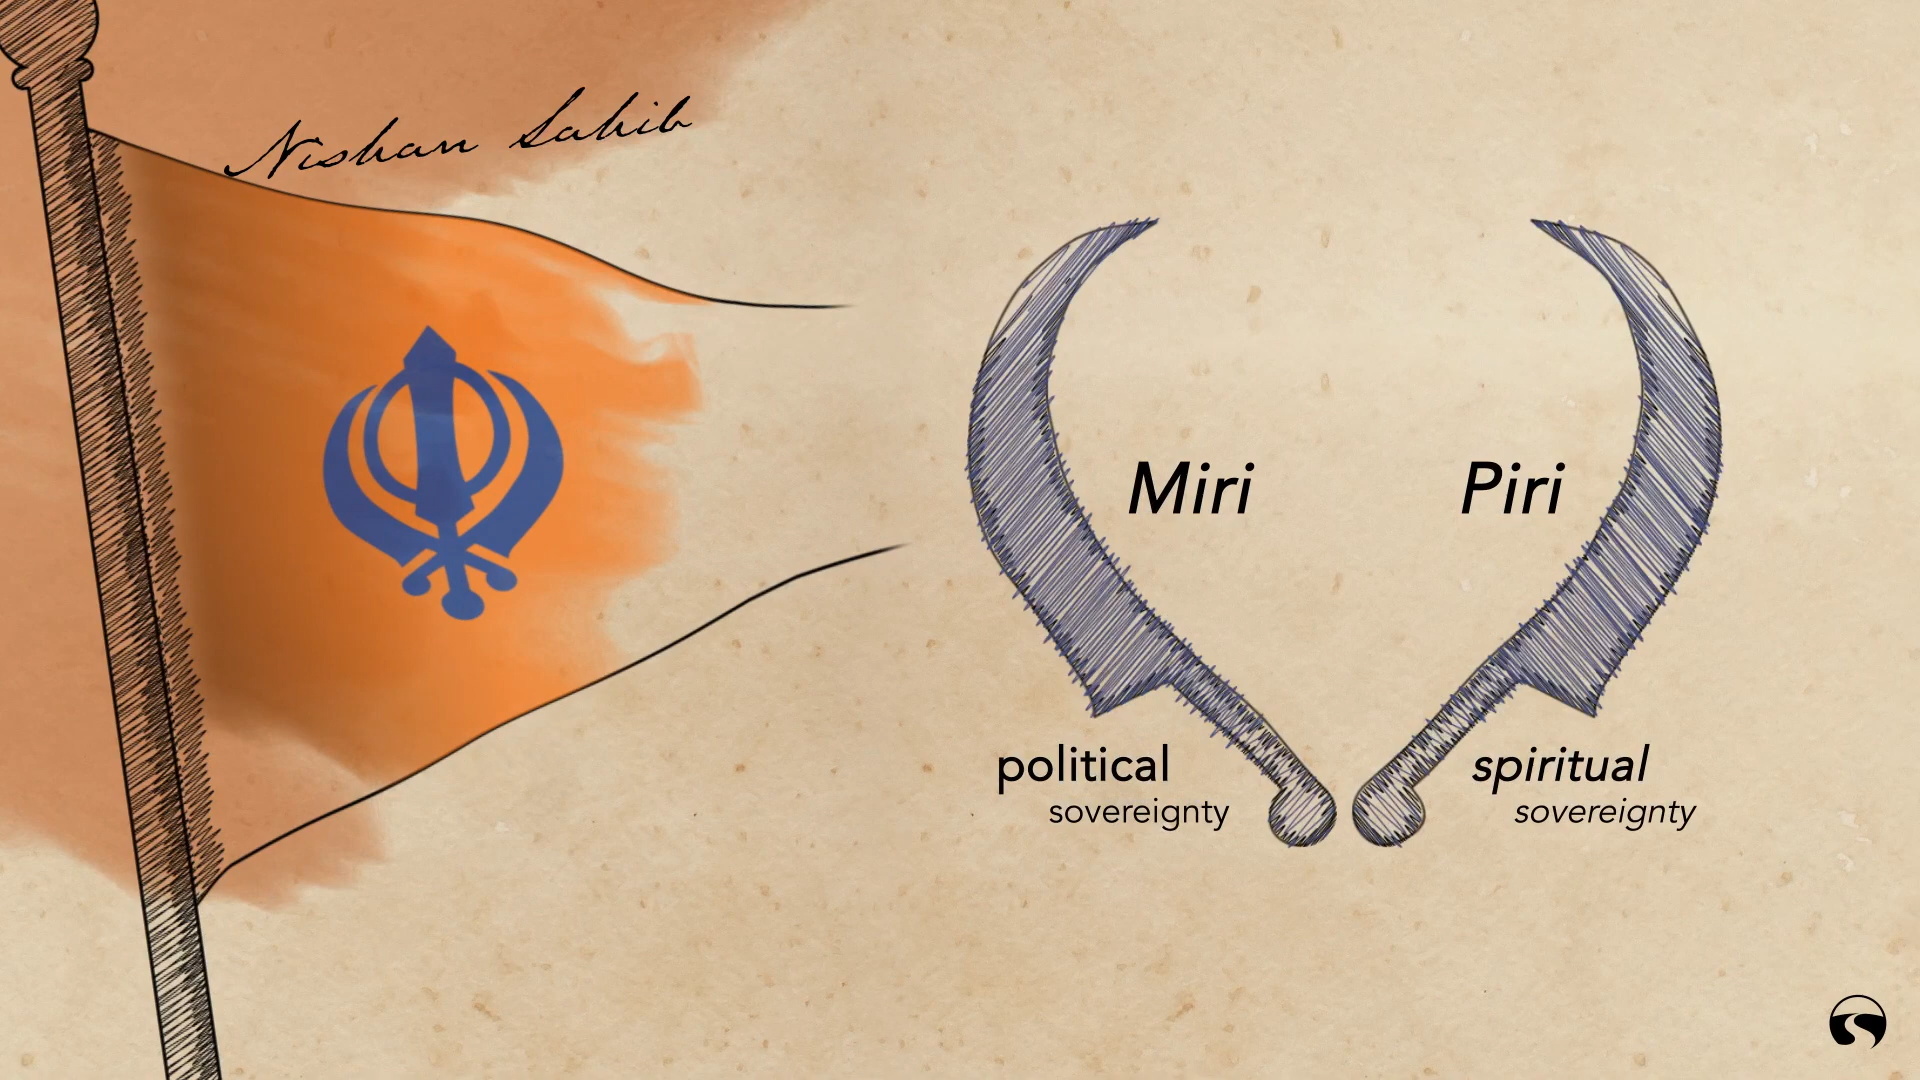 Nishan Sahib
Miri
Piri
political
sovereignty
spiritual
sovereignty